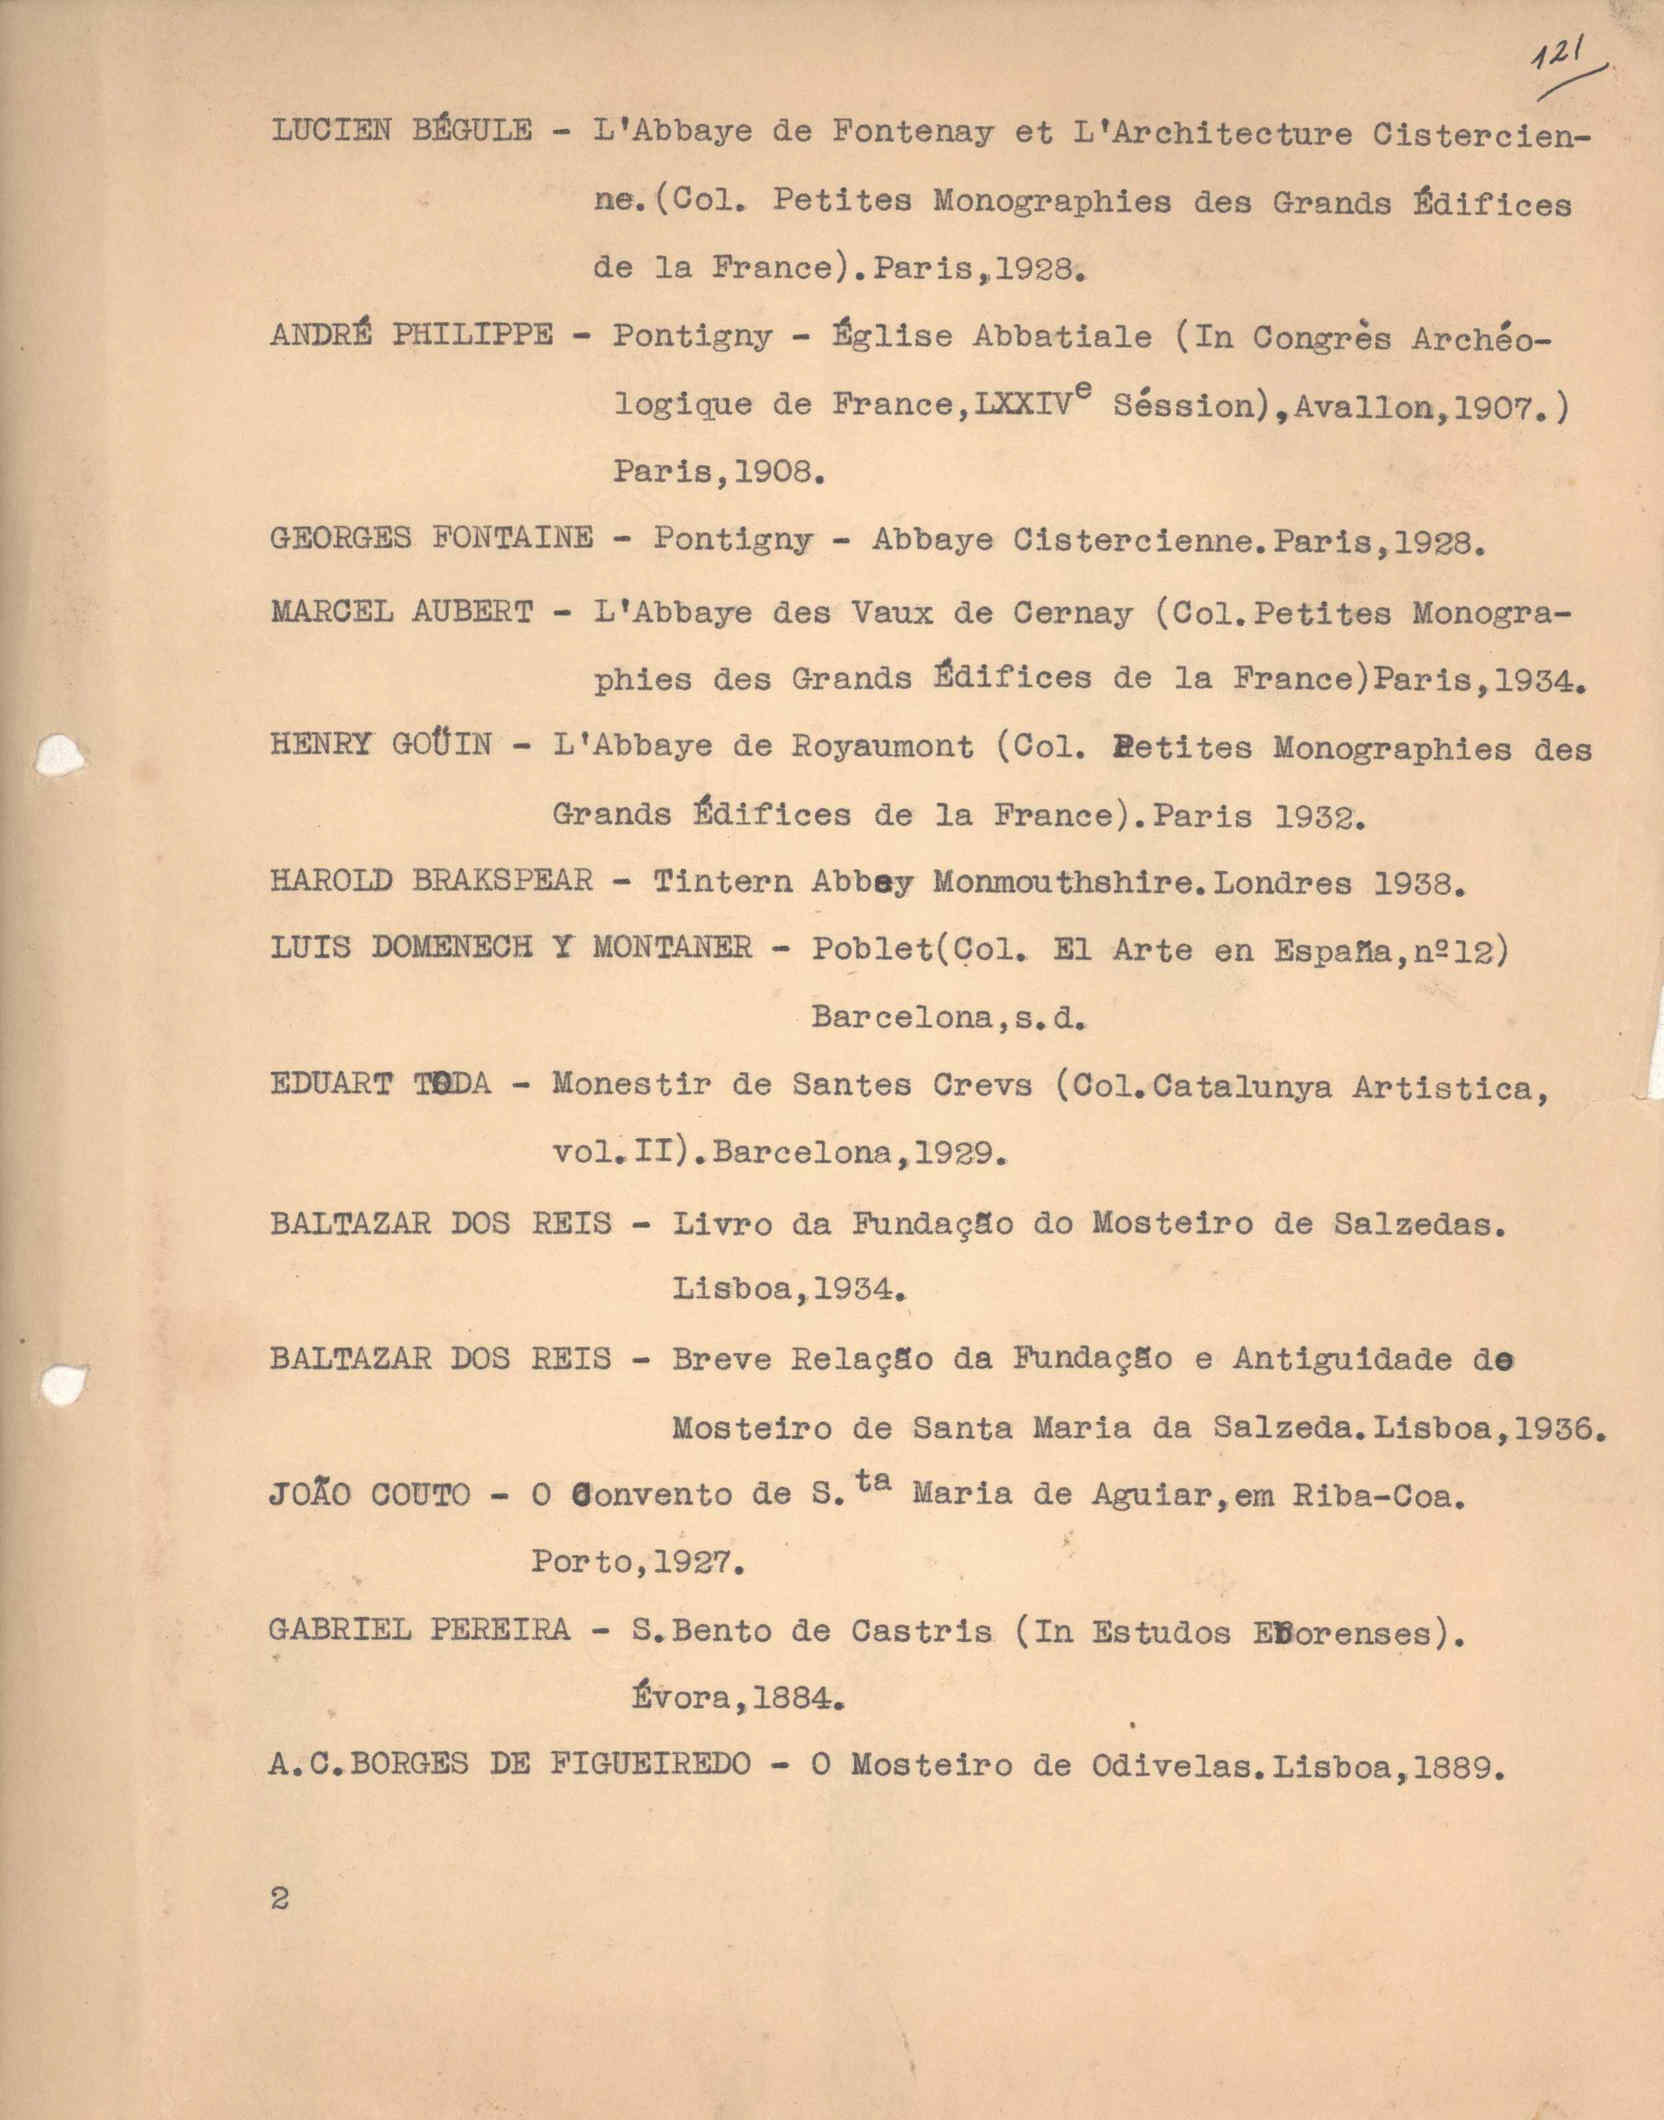 121
LUCIEN BÉGULE - L'Abbaye de Fontenay et L'Architecture Cistercien-
ne.(Col. Petites Monographies des Grands Édifices
de la France).Paris,1928.
ANDRÉ PHILIPPE - Pontigny - Église Abbatiale (In Congrès Archéo-
logique de France,LXXIVe Séssion),Avallon,1907.)
Paris,1908.
GEORGES FONTAINE - Pontigny - Abbaye Cistercienne.Paris,1928.
MARCEL AUBERT - L'Abbaye des Vaux de Cernay (Col.Petites Monogra-
phies des Grands Édifices de la France)Paris,1934.
HENRY GOÜIN - L'Abbaye de Royaumont (Col. Petites Monographies des
Grands Édifices de la France).Paris 1932.
HAROLD BRAKSPEAR - Tintern Abbey Monmouthshire.Londres 1938.
LUIS DOMENECH Y MONTANER - Poblet(Col. El Arte en España,nº12)
Barcelona,s.d.
EDUART TODA - Monestir de Santes Crevs (Col.Catalunya Artistica,
vol.II).Barcelona,1929.
BALTAZAR DOS REIS - Livro da Fundação do Mosteiro de Salzedas.
Lisboa,1934.
BALTAZAR DOS REIS - Breve Relação da Fundação e Antiguidade do
Mosteiro de Santa Maria da Salzeda.Lisboa,1936.
JOÃO COUTO - O Convento de S.ta Maria de Aguiar,em Riba-Coa.
Porto,1927.
GABRIEL PEREIRA - S.Bento de Castris (In Estudos Eborenses).
Évora,1884.
A.C.BORGES DE FIGUEIREDO - O Mosteiro de Odivelas.Lisboa,1889.
2